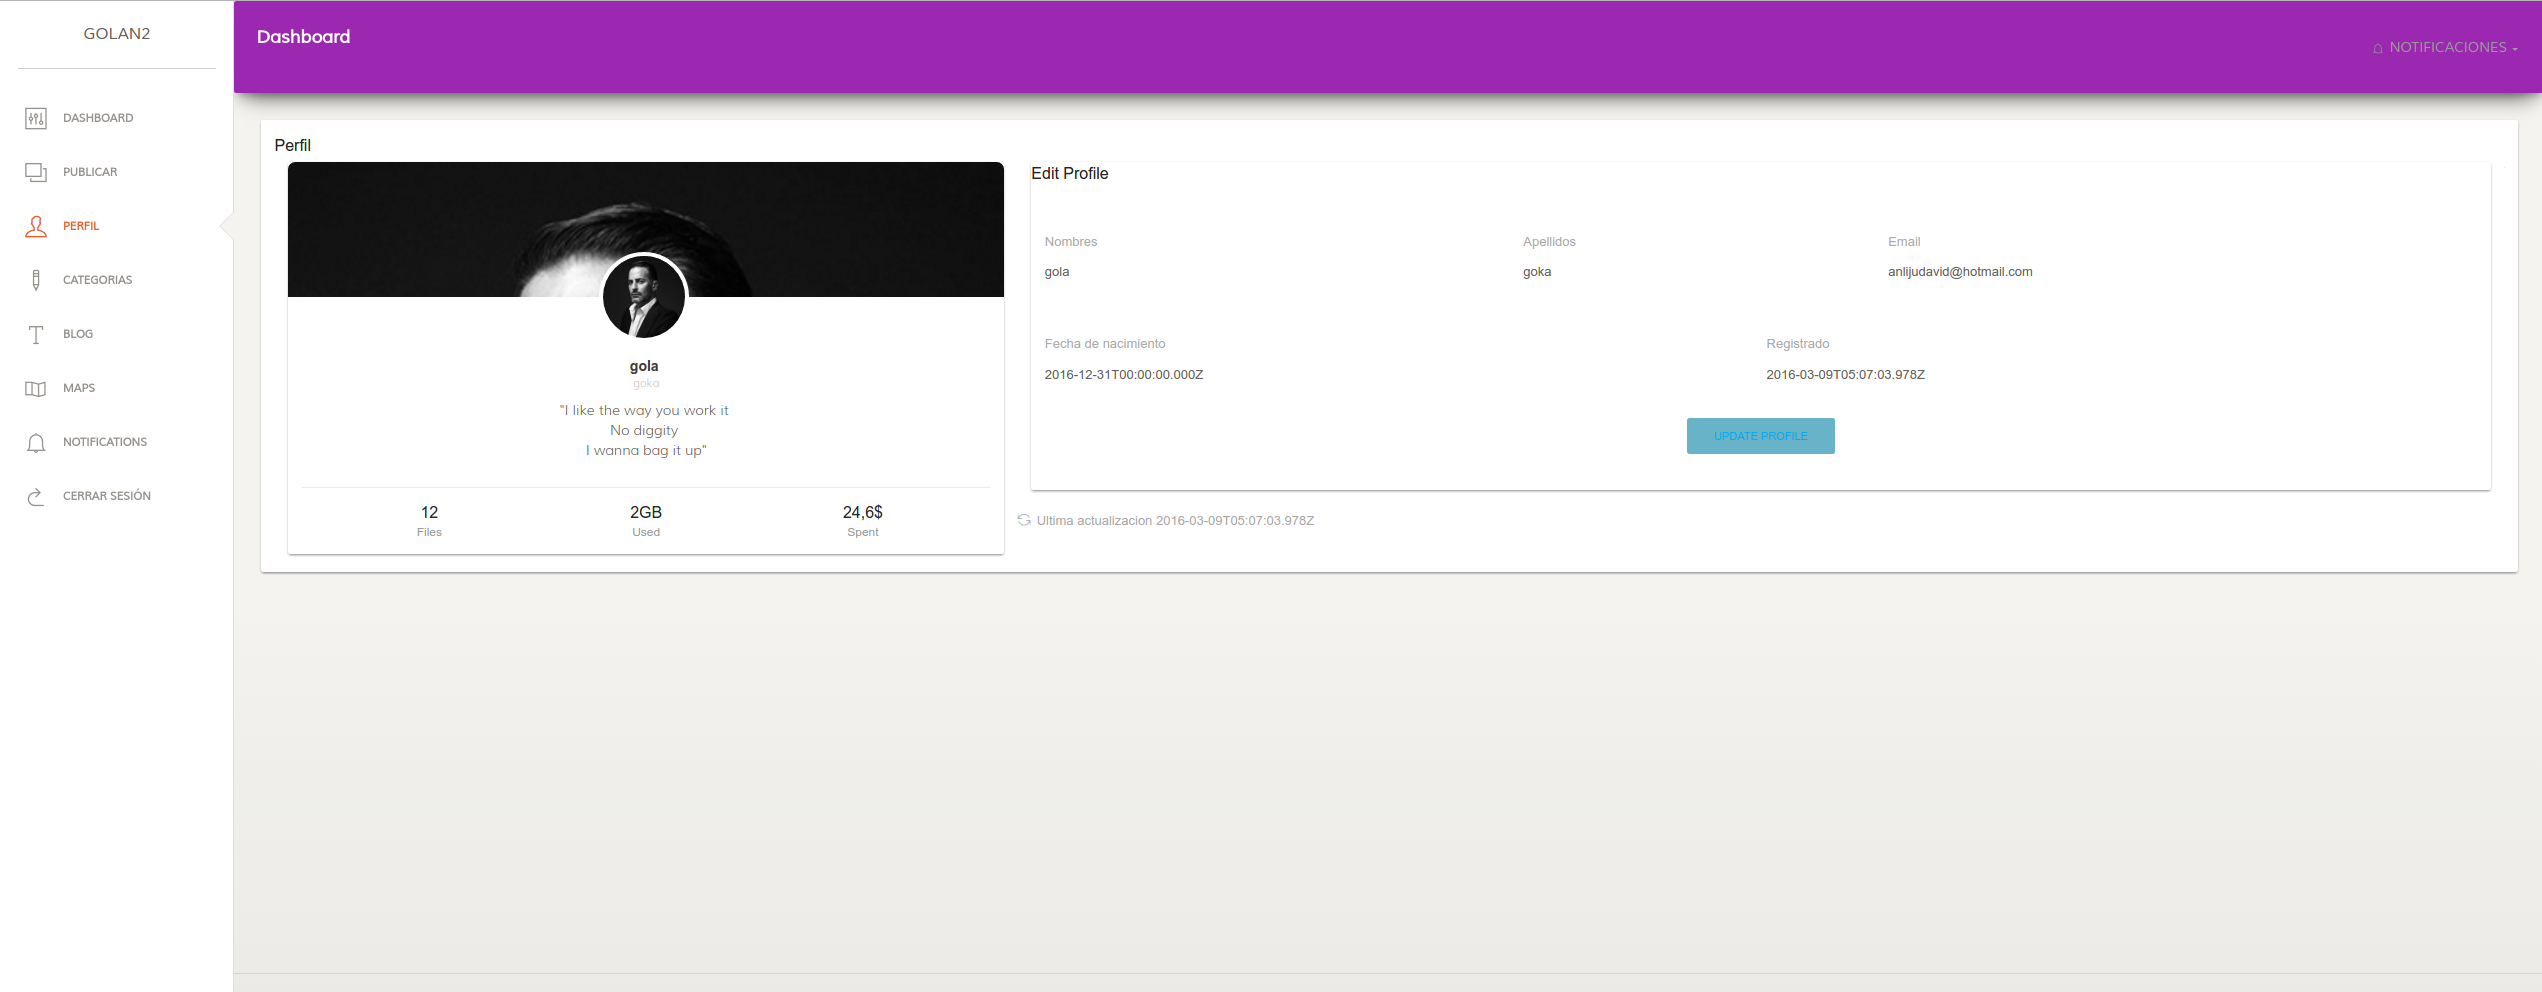 GOLAN2
DASHBOARD
PUBLICAR
PERFIL
CATEGORIAS
BLOG
MAPS
NOTIFICATIONS
CERRAR SESIÓN
Dashboard
NOTIFICACIONES
Perfil
gola
goka
"I like the way you work it
No diggity
I wanna bag it up"
12 2GB 24,6$
Files Used Spent
Edit Profile
Nombres Apellidos Email
gola goka anlijudavid@hotmail.com
Fecha de nacimiento Registrado
2016-12-31T00:00:00.000Z 2016-03-09T05:07:03.978Z
UPDATE PROFILE
Ultima actualizacion 2016-03-09T05:07:03.978Z